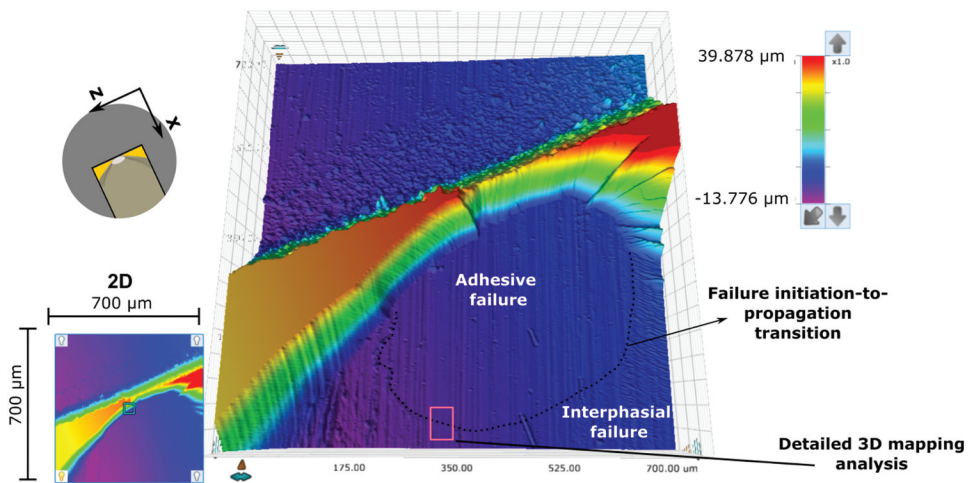 39.878 µm
x1.0
-13.776 µm
Z
X
2D
700 µm
700 µm
Adhesive
failure
Failure initiation-to-
propagation
transition
Interphasial
failure
Detailed 3D mapping
analysis
175.00
350.00
525.00
700.00 um